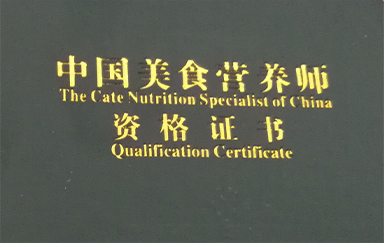 中国美食营养师
The Cate Nutrition Specialist of China
资格证书
Qualification Certificate